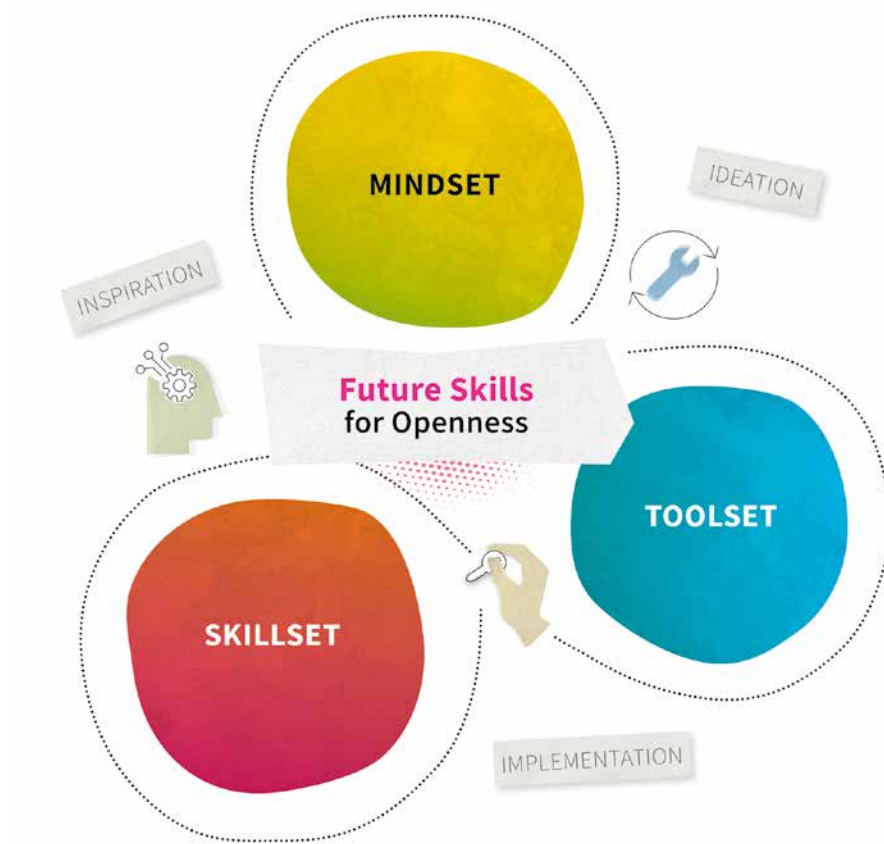 MINDSET
IDEATION
INSPIRATION
Future Skills
for Openness
TOOLSET
SKILLSET
IMPLEMENTATION